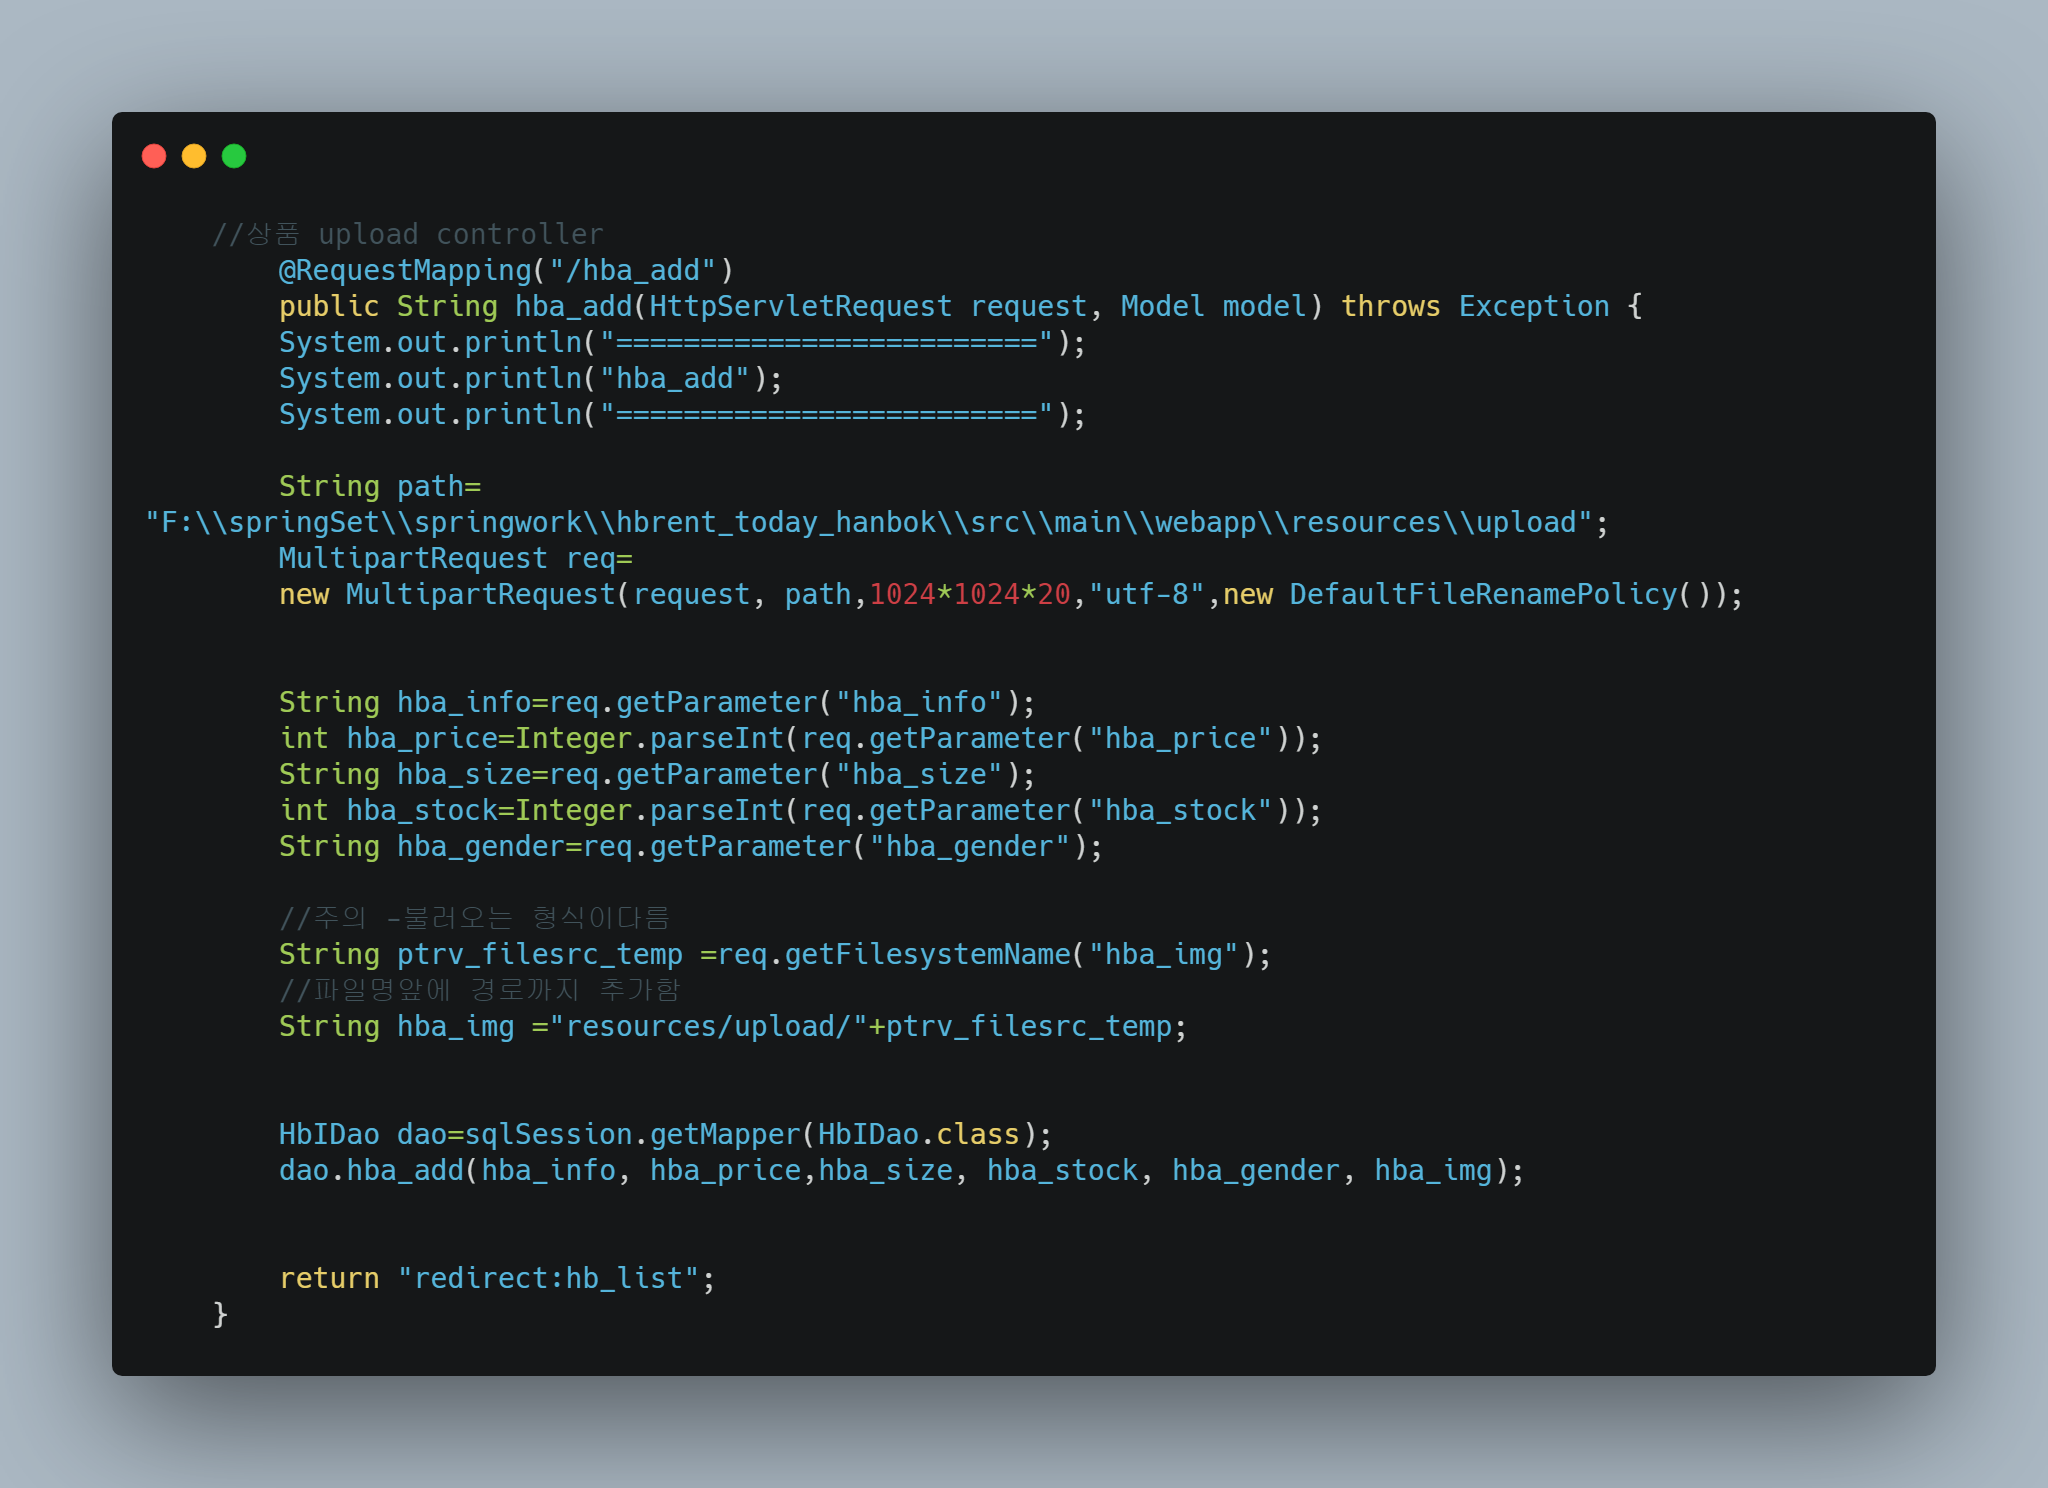 //상품 upload controller
@RequestMapping("/hba_add")
public String hba_add(HttpServletRequest request, Model model) throws Exception {
System.out.println("=========================");
System.out.println("hba_add");
System.out.println("=========================");
String path=
"F:\\springSet\\springwork\\hbrent_today_hanbok\\src\\main\\webapp\\resources\\upload";
MultipartRequest req=
new MultipartRequest(request, path,1024*1024*20,"utf-8",new DefaultFileRenamePolicy());
String hba_info=req.getParameter("hba_info");
int hba_price=Integer.parseInt(req.getParameter("hba_price"));
String hba_size=req.getParameter("hba_size");
int hba_stock=Integer.parseInt(req.getParameter("hba_stock"));
String hba_gender=req.getParameter("hba_gender");
//주의 -불러오는 형식이다름
String ptrv_filesrc_temp =req.getFilesystemName("hba_img");
//파일명앞에 경로까지 추가함
String hba_img ="resources/upload/"+ptrv_filesrc_temp;
HbIDao dao=sqlSession.getMapper(HbIDao.class);
dao.hba_add(hba_info, hba_price,hba_size, hba_stock, hba_gender, hba_img);
return "redirect:hb_list";
}